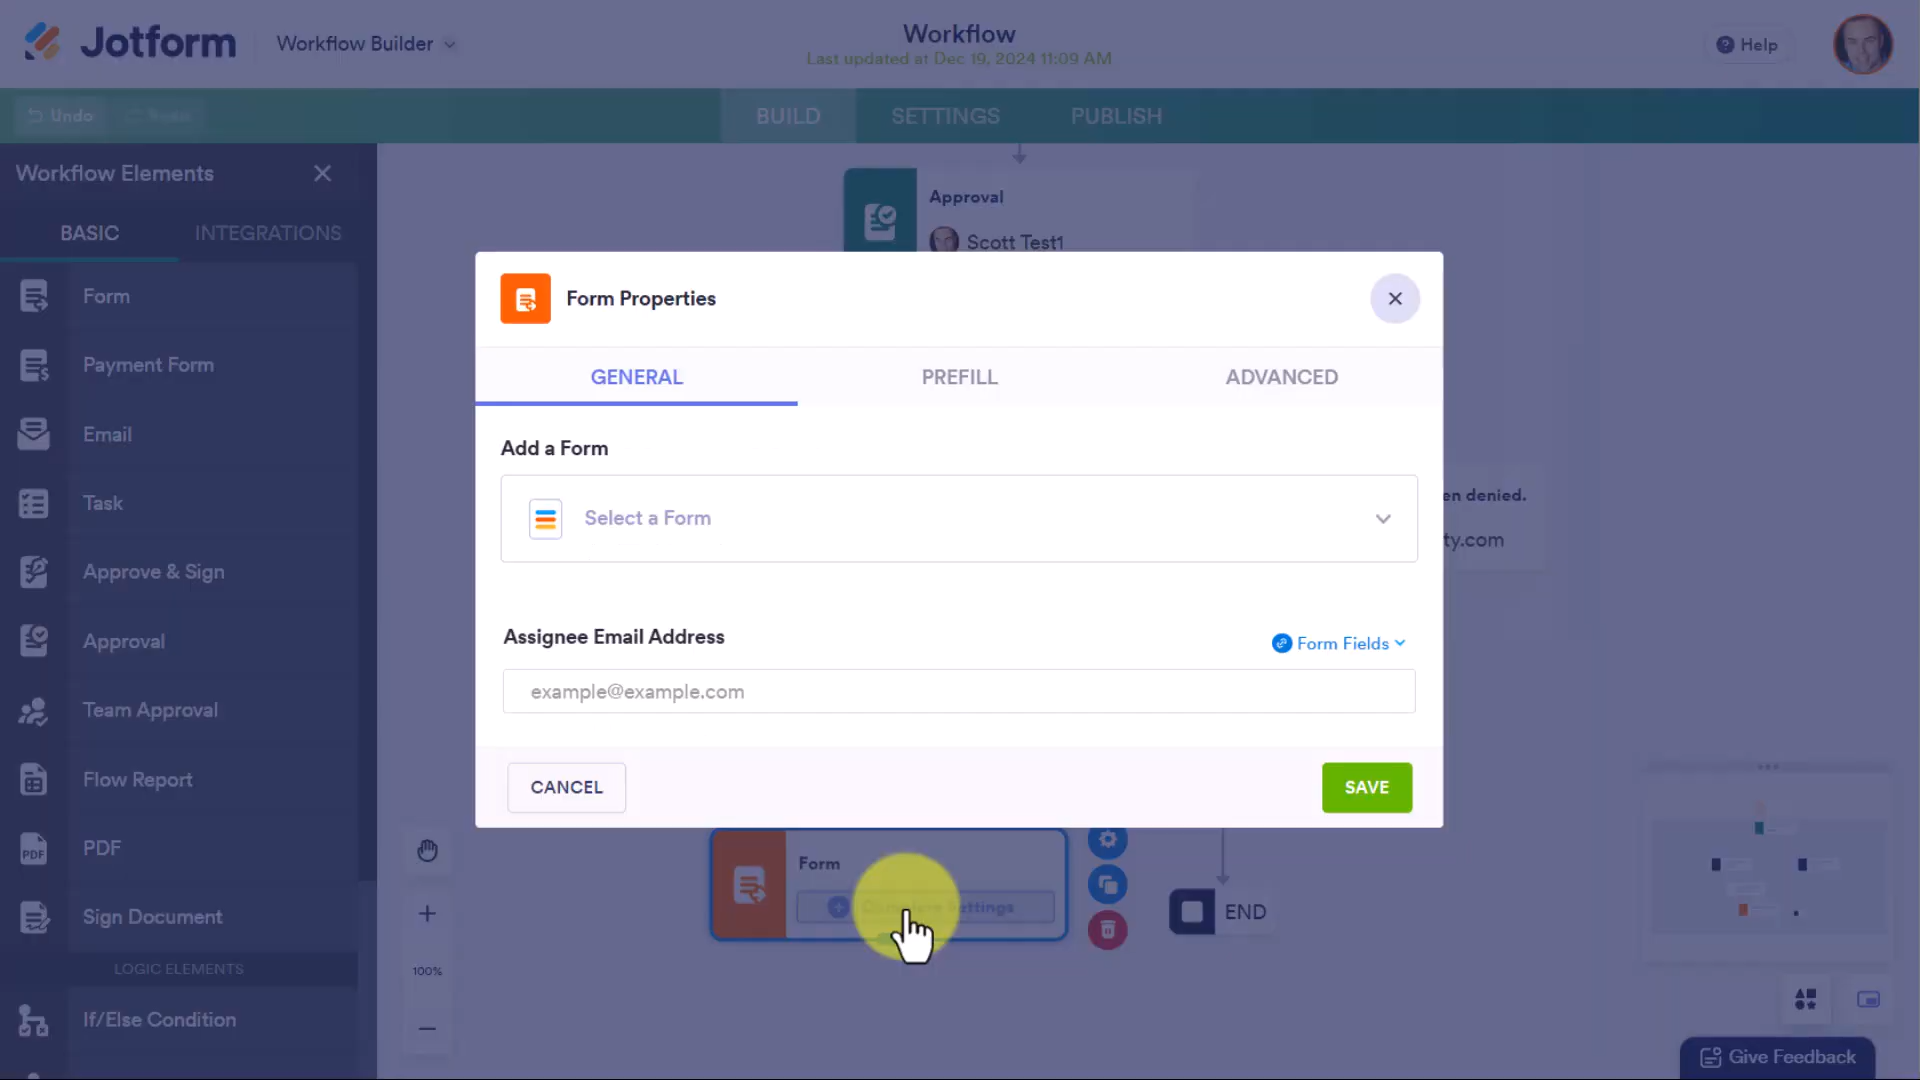 Jotform
Workflow Builder
Workflow
Last updated at Dec 19, 2024 11:09 AM
Help
Undo
BUILD
SETTINGS
PUBLISH
Workflow Elements
BASIC
INTEGRATIONS
Form
Payment Form
Email
Task
Approve & Sign
Approval
Team Approval
Flow Report
PDF
PDF
Sign Document
LOGIC ELEMENTS
If/Else Condition
Approval
Scott Test1
Form Properties
GENERAL
PREFILL
ADVANCED
Add a Form
Select a Form
Assignee Email Address
Form Fields
example@example.com
CANCEL
SAVE
en denied.
ty.com
Form
Settings
END
100%
Give Feedback